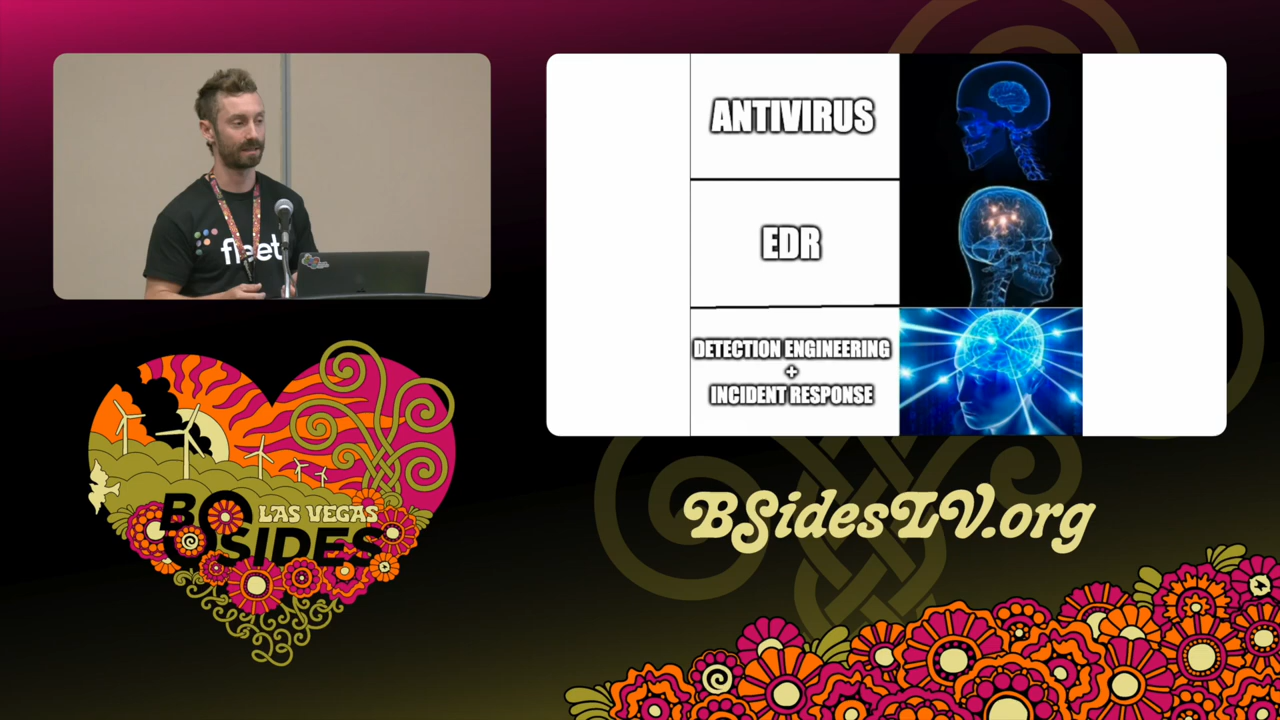 fleet
ANTIVIRUS
EDR
DETECTION ENGINEERING
+
INCIDENT RESPONSE
BSIDES
LAS VEGAS
BSidesLV.org